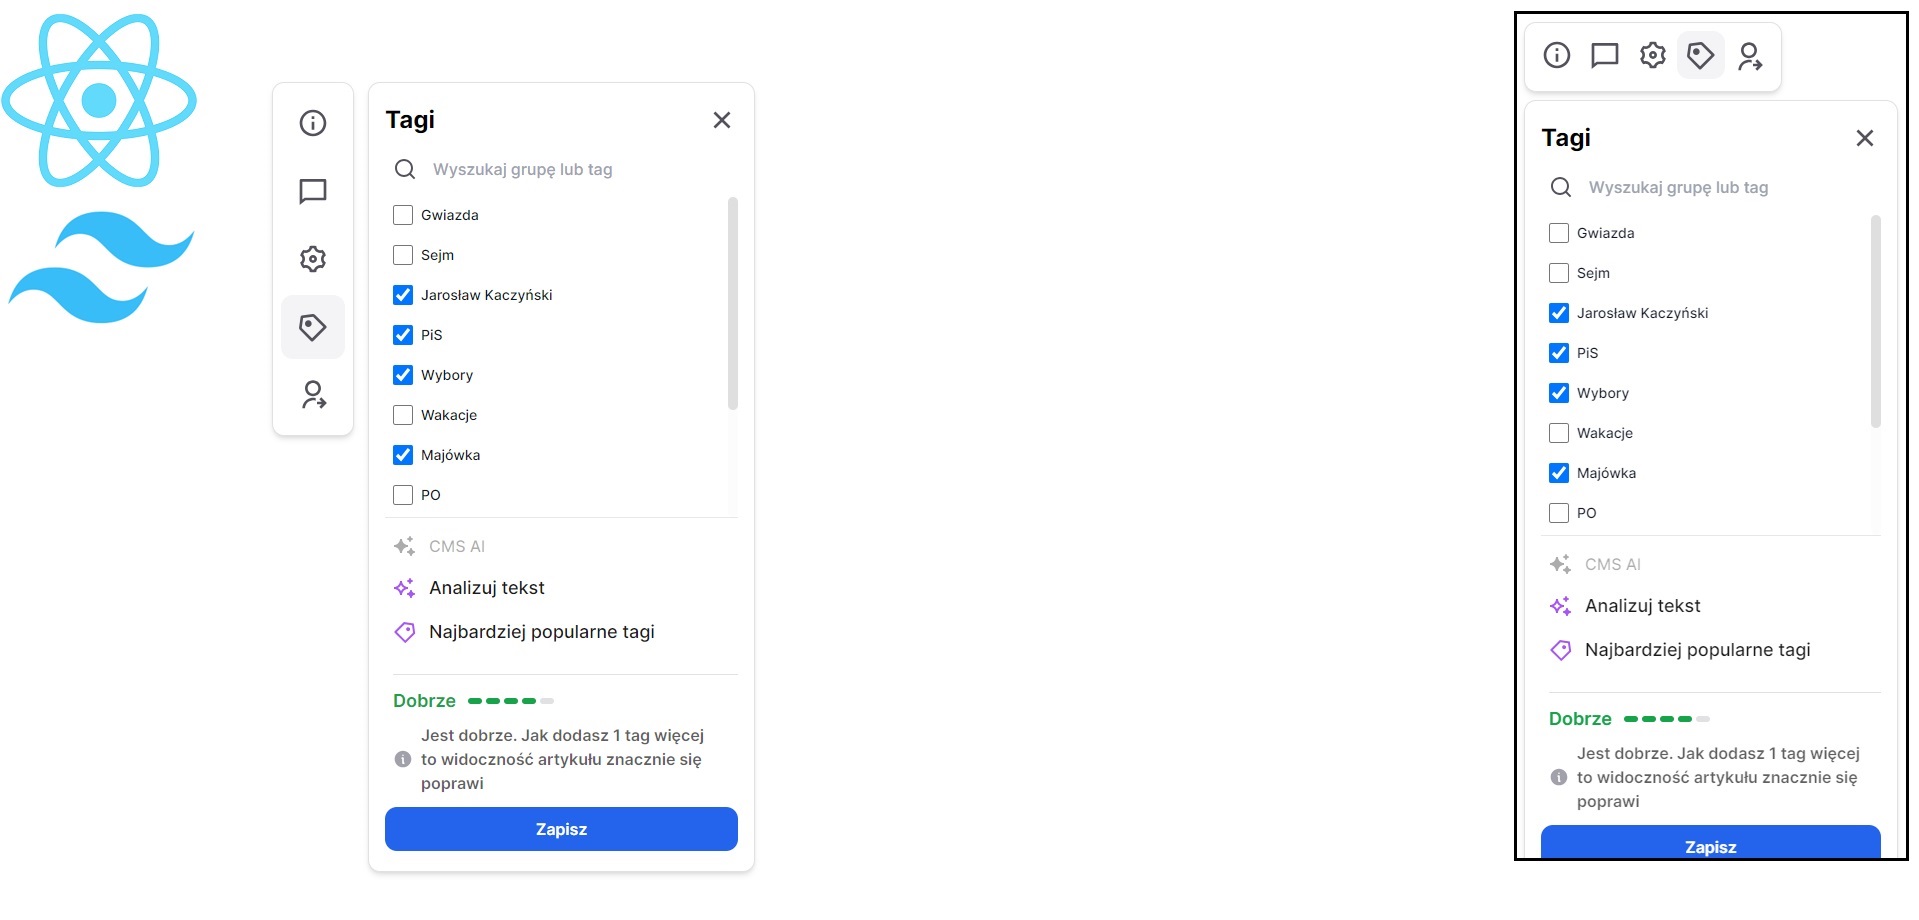 Tagi
Wyszukaj grupę lub tag
Gwiazda
Sejm
Jarosław Kaczyński
PiS
Wybory
Wakacje
Majówka
PO
CMS AI
Analizuj tekst
Najbardziej popularne tagi
Dobrze
Jest dobrze. Jak dodasz 1 tag więcej
to widoczność artykułu znacznie się
poprawi
Zapisz
Tagi
Wyszukaj grupę lub tag
Gwiazda
Sejm
Jarosław Kaczyński
PiS
Wybory
Wakacje
Majówka
PO
CMS AI
Analizuj tekst
Najbardziej popularne tagi
Dobrze
Jest dobrze. Jak dodasz 1 tag więcej
to widoczność artykułu znacznie się
poprawi
Zapisz